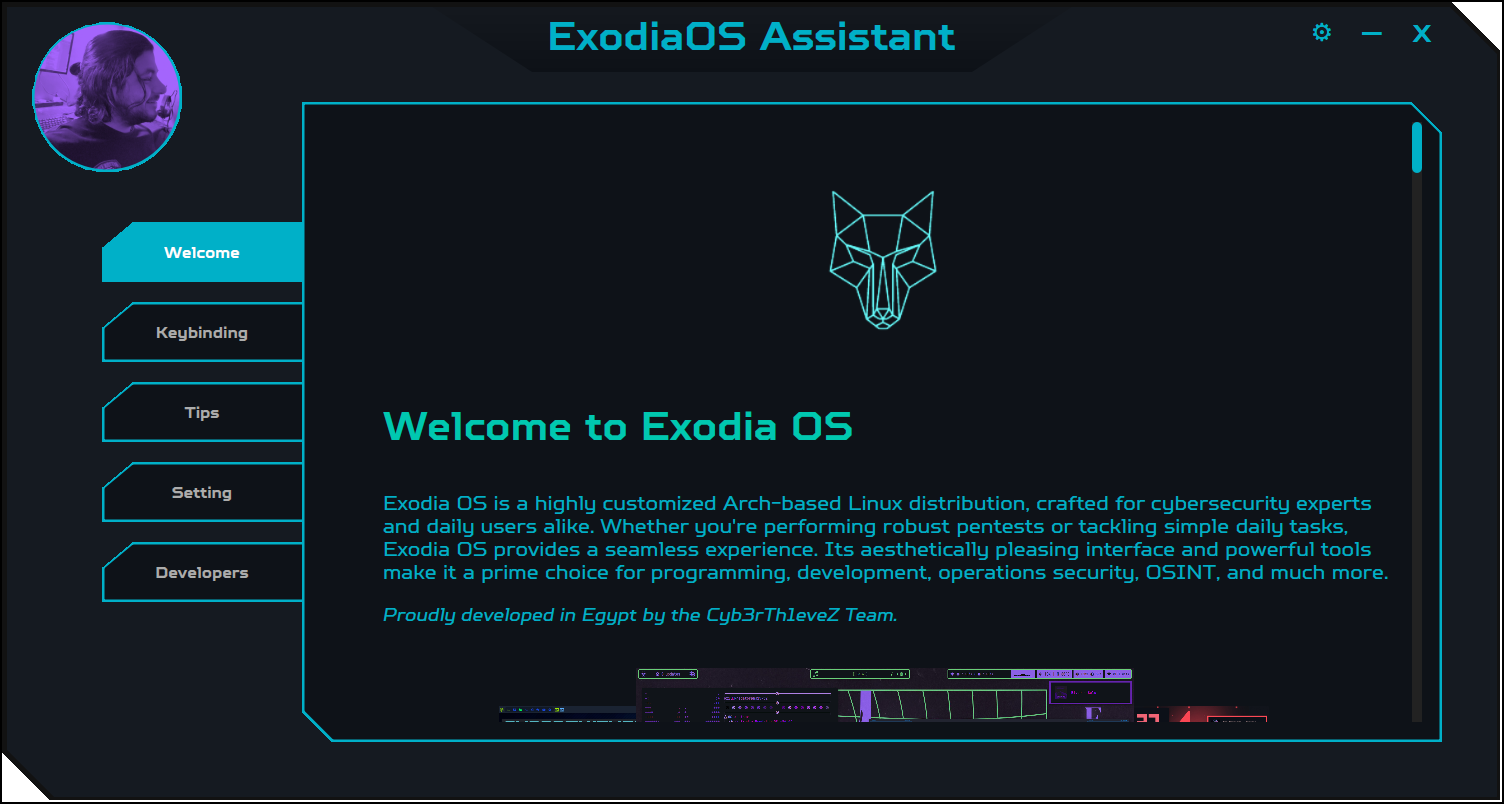 ExodiaOS Assistant
X
Welcome
Keybinding
Tips
Setting
Developers
Welcome to Exodia OS
Exodia OS is a highly customized Arch-based Linux distribution, crafted for cybersecurity experts
and daily users alike. Whether you're performing robust pentests or tackling simple daily tasks,
Exodia OS provides a seamless experience. Its aesthetically pleasing interface and powerful tools
make it a prime choice for programming, development, operations security, OSINT, and much more.
Proudly developed in Egypt by the Cyb3rTh1eveZ Team.